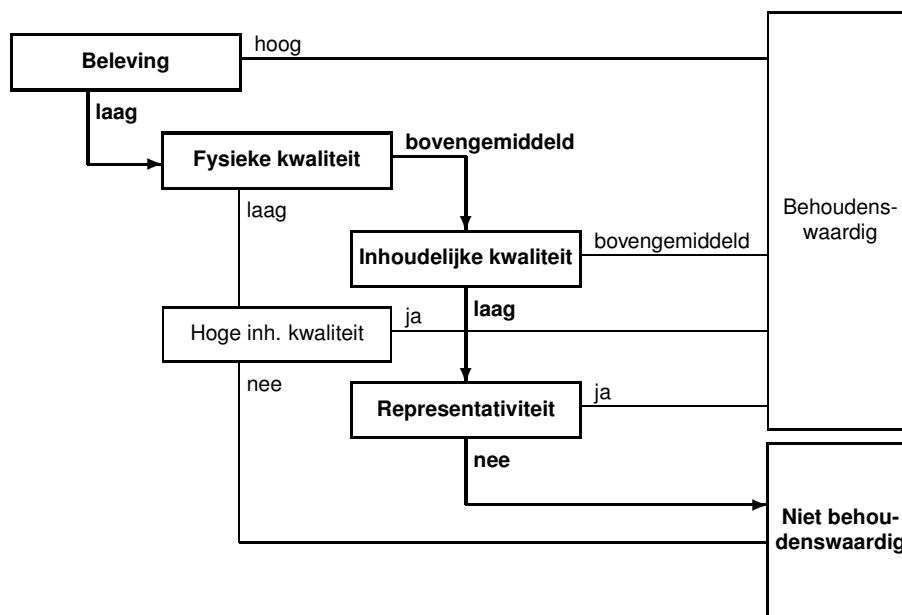 hoog
Beleving
laag
bovengemiddeld
Fysieke kwaliteit
laag
Behoudens-
waardig
bovengemiddeld
Inhoudelijke kwaliteit
laag
ja
Hoge inh. kwaliteit
nee
ja
Representativiteit
nee
Niet behou-
denswaardig